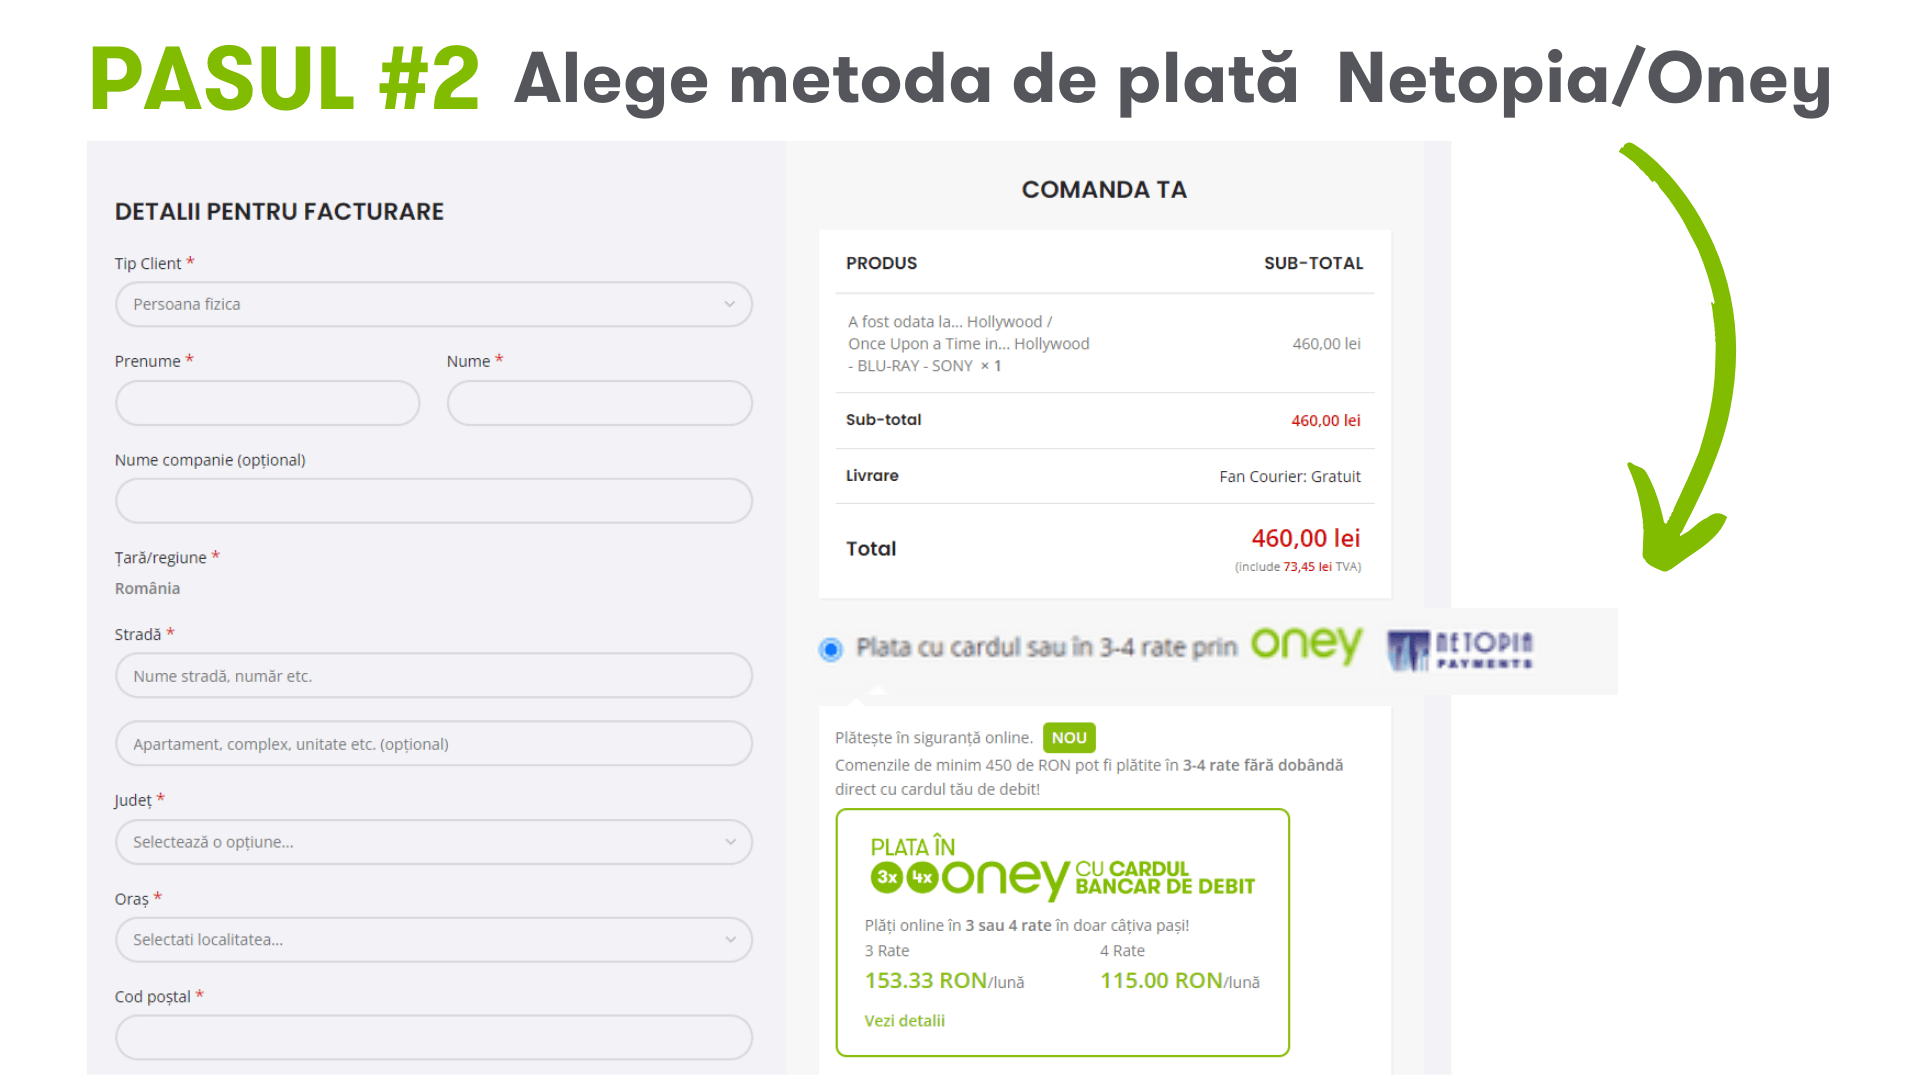 PASUL #2 Alege metoda de plată Netopia/Oney
DETALII PENTRU FACTURARE
Tip Client *
Persoana fizica
Prenume *
Nume *
Nume companie (opțional)
Țară/regiune *
România
Stradă *
Nume stradă, număr etc.
Apartament, complex, unitate etc. (opțional)
Județ *
Selectează o opțiune...
Oraș *
Selectati localitatea...
Cod poștal *
COMANDA TA
PRODUS SUB-TOTAL
A fost odata la... Hollywood /
Once Upon a Time in... Hollywood 460,00 lei
- BLU-RAY - SONY × 1
Sub-total 460,00 lei
Livrare Fan Courier: Gratuit
Total 460,00 lei
(include 73,45 lei TVA)
Plata cu cardul sau în 3-4 rate prin oney NETOPIA
PAYMENTS
Plătește în siguranță online. NOU
Comenzile de minim 450 de RON pot fi plătite în 3-4 rate fără dobândă
direct cu cardul tău de debit!
PLATA ÎN
3x 4x oney CU CARDUL
BANCAR DE DEBIT
Plăți online în 3 sau 4 rate în doar câțiva pași!
3 Rate 4 Rate
153.33 RON/lună 115.00 RON/lună
Vezi detalii